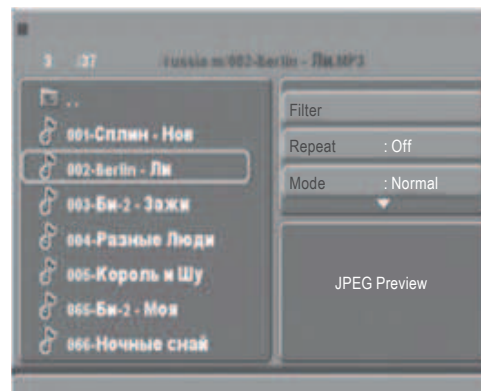 3 /37 russia m/002-Berlin - Ли.MP3
..
001-Сплин - Нов
002-Berlin - Ли
003-Би-2 - Зажи
004-Разные Люди
005-Король и Шу
065-Би-2 - Моя
066-Ночные снай
Filter
Repeat : Off
Mode : Normal
JPEG Preview